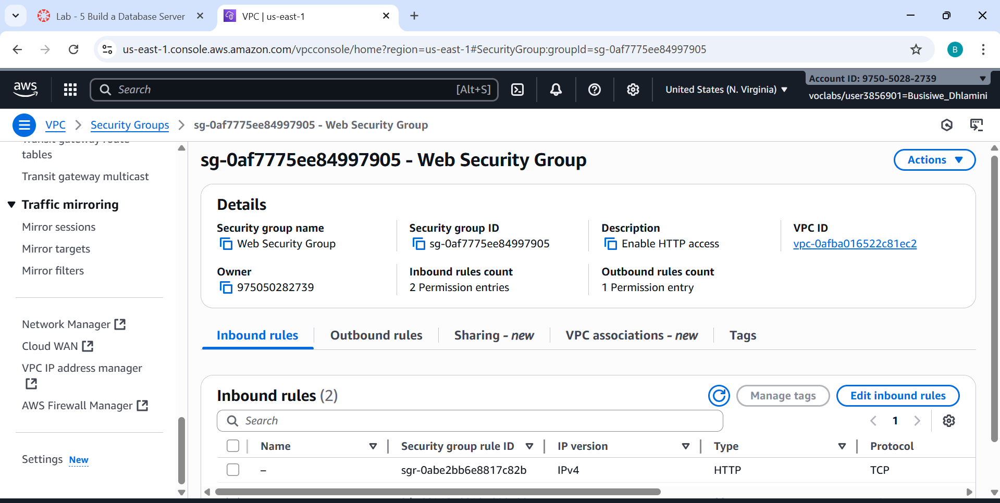 Lab - 5 Build a Database Server
VPC | us-east-1
us-east-1.console.aws.amazon.com/vpcconsole/home?region=us-east-1#SecurityGroup:groupId=sg-0af7775ee84997905
B
aws
Search
[Alt+S]
United States (N. Virginia)
Account ID: 9750-5028-2739
voclabs/user3856901=Busisiwe_Dhlamini
VPC
Security Groups
sg-0af7775ee84997905 - Web Security Group
Transit gateway route
tables
Transit gateway multicast
Traffic mirroring
Mirror sessions
Mirror targets
Mirror filters
Network Manager
Cloud WAN
VPC IP address manager
AWS Firewall Manager
Settings New
sg-0af7775ee84997905 - Web Security Group
Actions
Details
Security group name
Web Security Group
Security group ID
sg-0af7775ee84997905
Description
Enable HTTP access
VPC ID
vpc-0afba016522c81ec2
Owner
975050282739
Inbound rules count
2 Permission entries
Outbound rules count
1 Permission entry
Inbound rules
Outbound rules
Sharing - new
VPC associations - new
Tags
Inbound rules (2)
Manage tags
Edit inbound rules
Search
1
Name
Security group rule ID
IP version
Type
Protocol
–
sgr-0abe2bb6e8817c82b
IPv4
HTTP
TCP